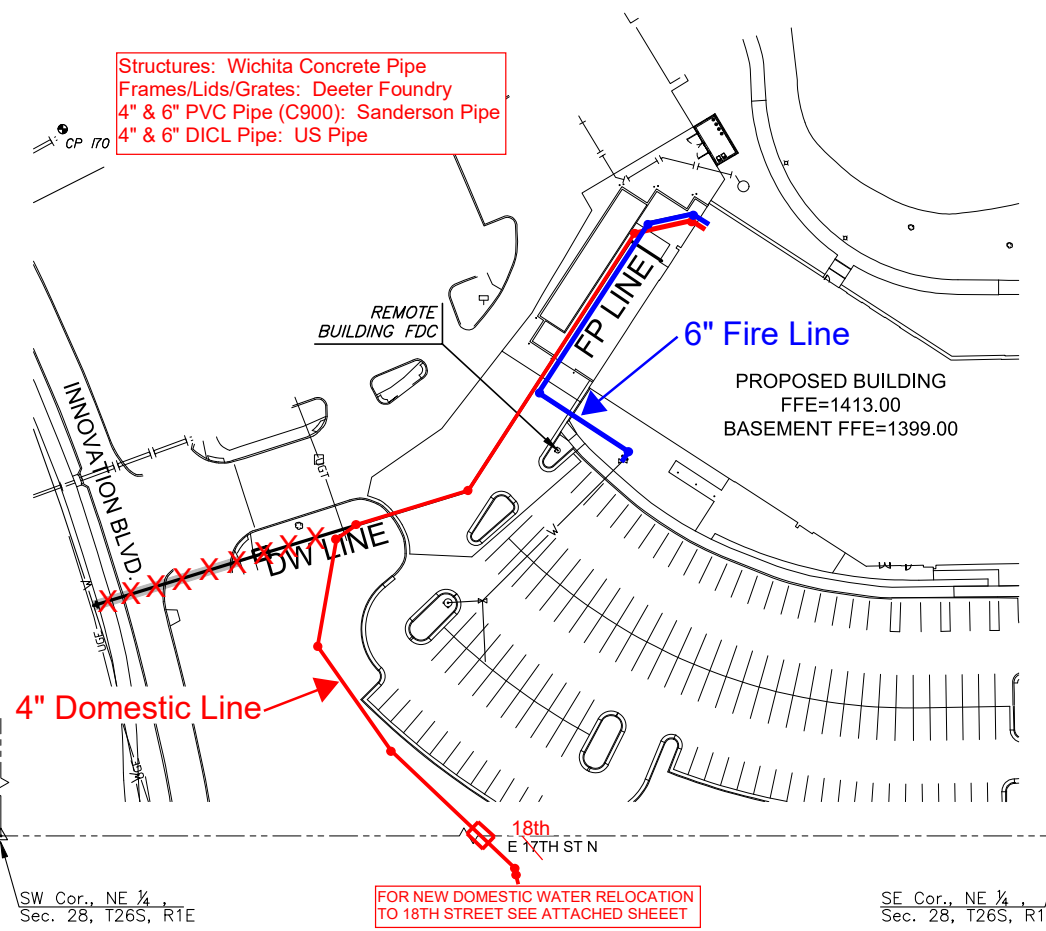 Structures: Wichita Concrete Pipe
Frames/Lids/Grates: Deeter Foundry
4" & 6" PVC Pipe (C900): Sanderson Pipe
4" & 6" DICL Pipe: US Pipe
CP 170
REMOTE
BUILDING FDC
FP LINE
6" Fire Line
PROPOSED BUILDING
FFE=1413.00
BASEMENT FFE=1399.00
INNOVATION BLVD.
UGT
DW LINE
W
W
UGE
UGE
4" Domestic Line
18th
E 17TH ST N
FOR NEW DOMESTIC WATER RELOCATION
TO 18TH STREET SEE ATTACHED SHEEET
SW Cor., NE ¼ ,
Sec. 28, T26S, R1E
SE Cor., NE ¼ ,
Sec. 28, T26S, R1